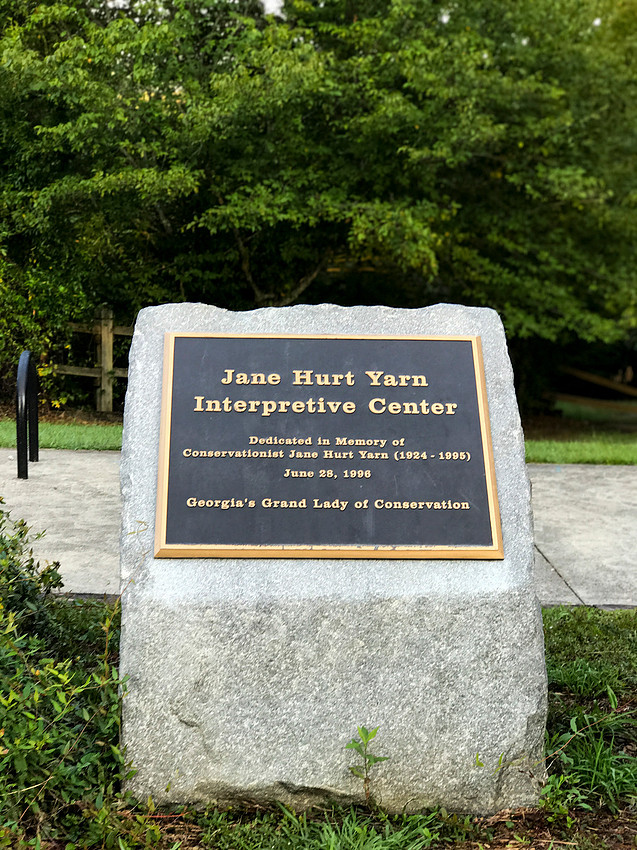 Jane Hurt Yarn
Interpretive Center
Dedicated in Memory of
Conservationist Jane Hurt Yarn (1924 - 1995)
June 28, 1996
Georgia's Grand Lady of Conservation